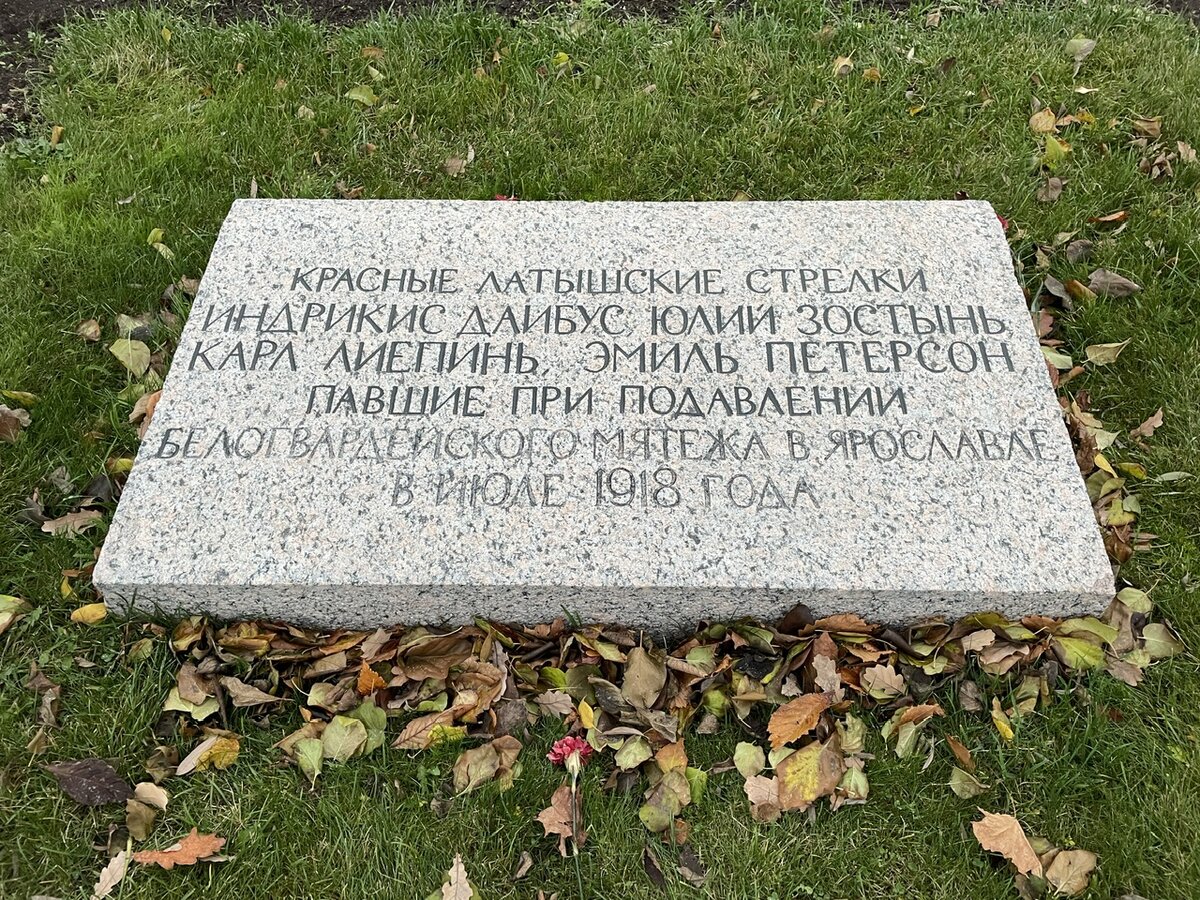 КРАСНЫЕ ЛАТЫШСКИЕ СТРЕЛКИ
ИНДРИКИС ДАИБУС, ЮЛИЙ ЗОСТЫНЬ,
КАРЛ ЛИЕПИНЬ, ЭМИЛЬ ПЕТЕРСОН,
ПАВШИЕ ПРИ ПОДАВЛЕНИИ
БЕЛОГВАРДЕЙСКОГО МЯТЕЖА В ЯРОСЛАВЛЕ
В ИЮЛЕ 1918 ГОДА